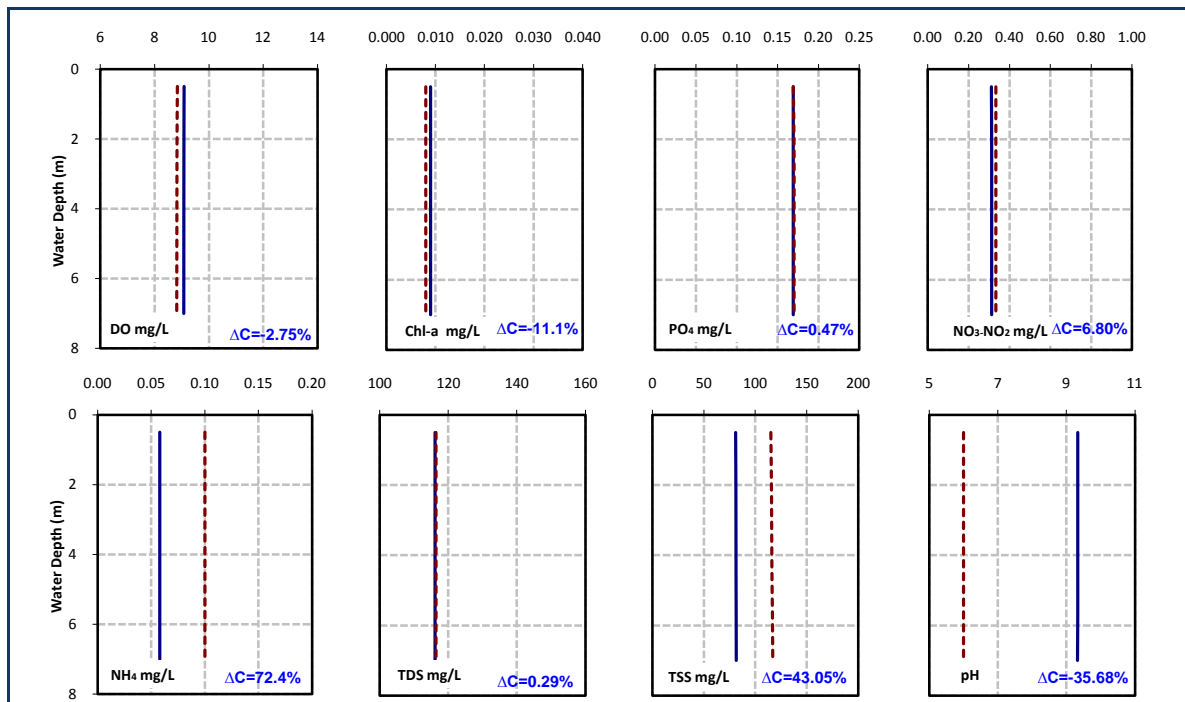 6 8 10 12 14
0.000 0.010 0.020 0.030 0.040
0.00 0.05 0.10 0.15 0.20 0.25
0.00 0.20 0.40 0.60 0.80 1.00
Water Depth (m)
0
2
4
6
8
DO mg/L
ΔC=-2.75%
Chl-a mg/L
ΔC=-11.1%
PO4 mg/L
ΔC=0.47%
NO3-NO2 mg/L
ΔC=6.80%
0.00 0.05 0.10 0.15 0.20
100 120 140 160
0 50 100 150 200
5 7 9 11
Water Depth (m)
0
2
4
6
8
NH4 mg/L
ΔC=72.4%
TDS mg/L
ΔC=0.29%
TSS mg/L
ΔC=43.05%
pH
ΔC=-35.68%